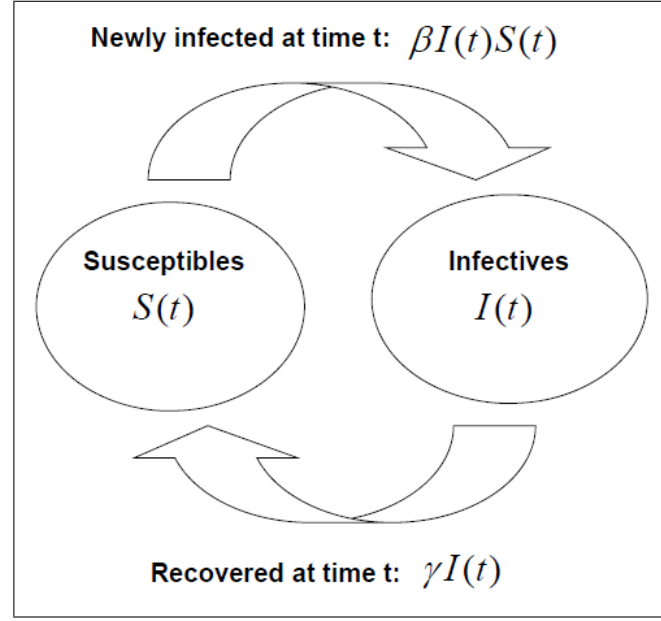 Newly infected at time t: βI(t)S(t)
Susceptibles
S(t)
Infectives
I(t)
Recovered at time t: γI(t)